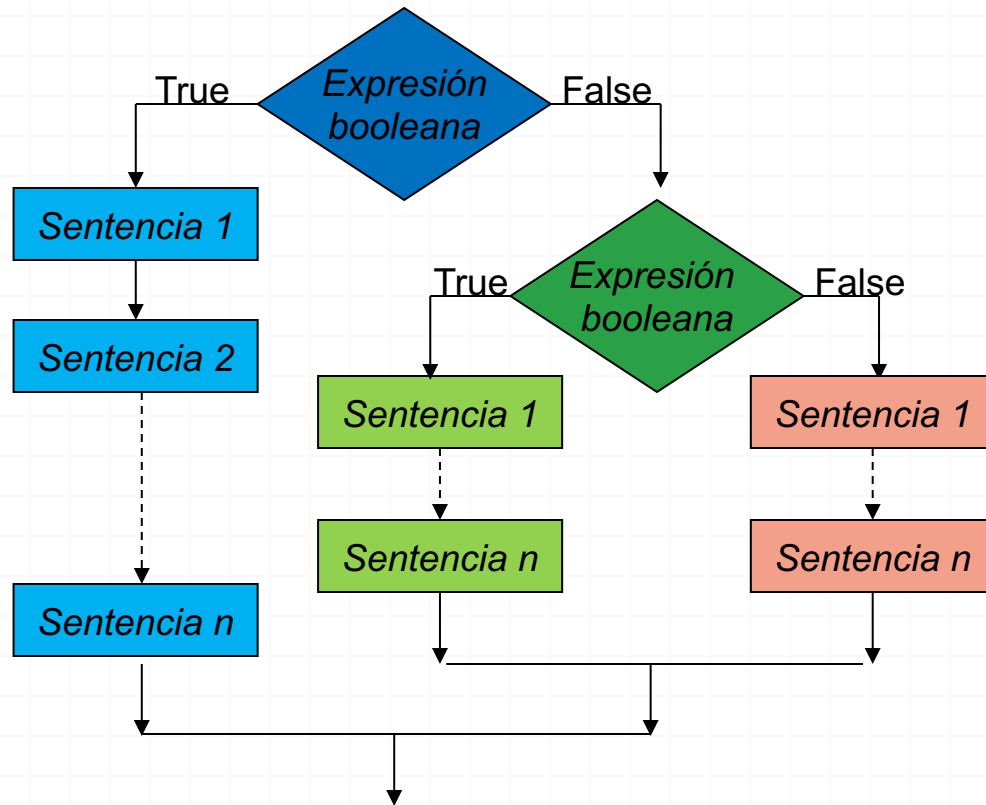 True
Expresión
booleana
False
Sentencia 1
True
Expresión
booleana
False
Sentencia 2
Sentencia 1
Sentencia 1
Sentencia n
Sentencia n
Sentencia n